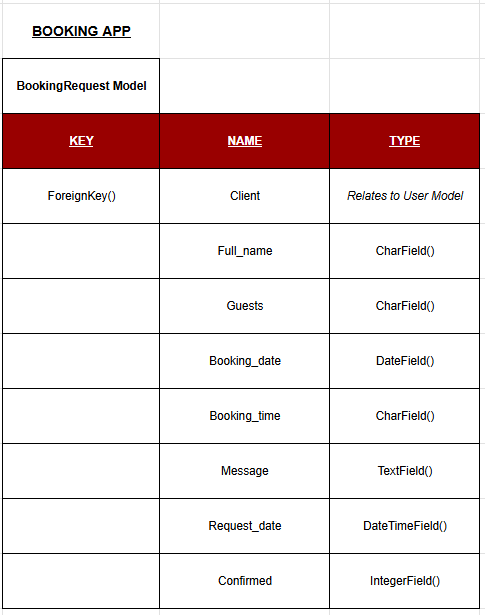 BOOKING APP
BookingRequest Model
KEY NAME TYPE
ForeignKey() Client Relates to User Model
Full_name CharField()
Guests CharField()
Booking_date DateField()
Booking_time CharField()
Message TextField()
Request_date DateTimeField()
Confirmed IntegerField()